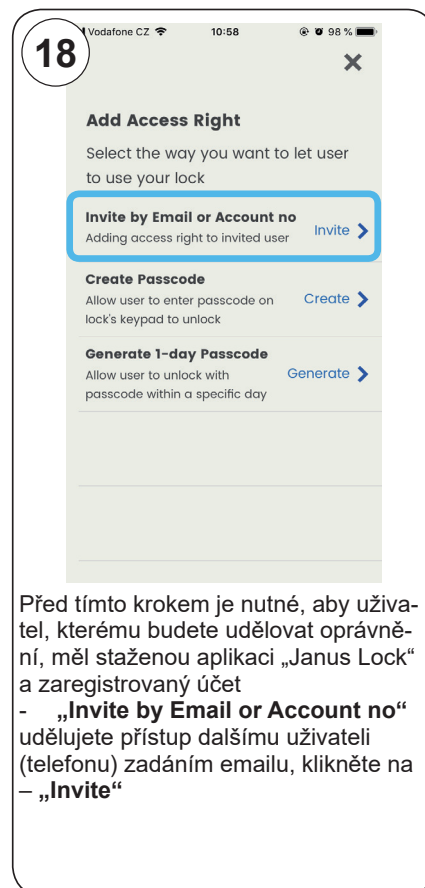 18
Vodafone CZ 10:58 98 %
Add Access Right
Select the way you want to let user
to use your lock
Invite by Email or Account no
Adding access right to invited user
Invite
Create Passcode
Allow user to enter passcode on
lock's keypad to unlock
Create
Generate 1-day Passcode
Allow user to unlock with
passcode within a specific day
Generate
Před tímto krokem je nutné, aby uživa-
tel, kterému budete udělovat oprávně-
ní, měl staženou aplikaci „Janus Lock“
a zaregistrovaný účet
- „Invite by Email or Account no“
udělujete přístup dalšímu uživateli
(telefonu) zadáním emailu, klikněte na
– „Invite“